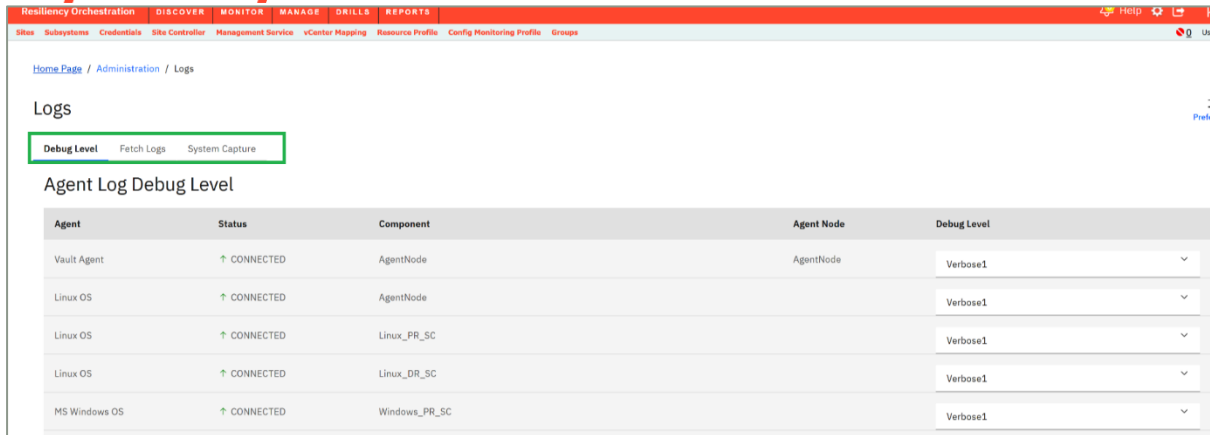 Resiliency Orchestration DISCOVER MONITOR MANAGE DRILLS REPORTS Help
Sites Subsystems Credentials Site Controller Management Service vCenter Mapping Resource Profile Config Monitoring Profile Groups 0
Home Page / Administration / Logs
Logs
Debug Level Fetch Logs System Capture
Agent Log Debug Level
Agent Status Component Agent Node Debug Level
Vault Agent ↑ CONNECTED AgentNode AgentNode Verbose1
Linux OS ↑ CONNECTED AgentNode Verbose1
Linux OS ↑ CONNECTED Linux_PR_SC Verbose1
Linux OS ↑ CONNECTED Linux_DR_SC Verbose1
MS Windows OS ↑ CONNECTED Windows_PR_SC Verbose1